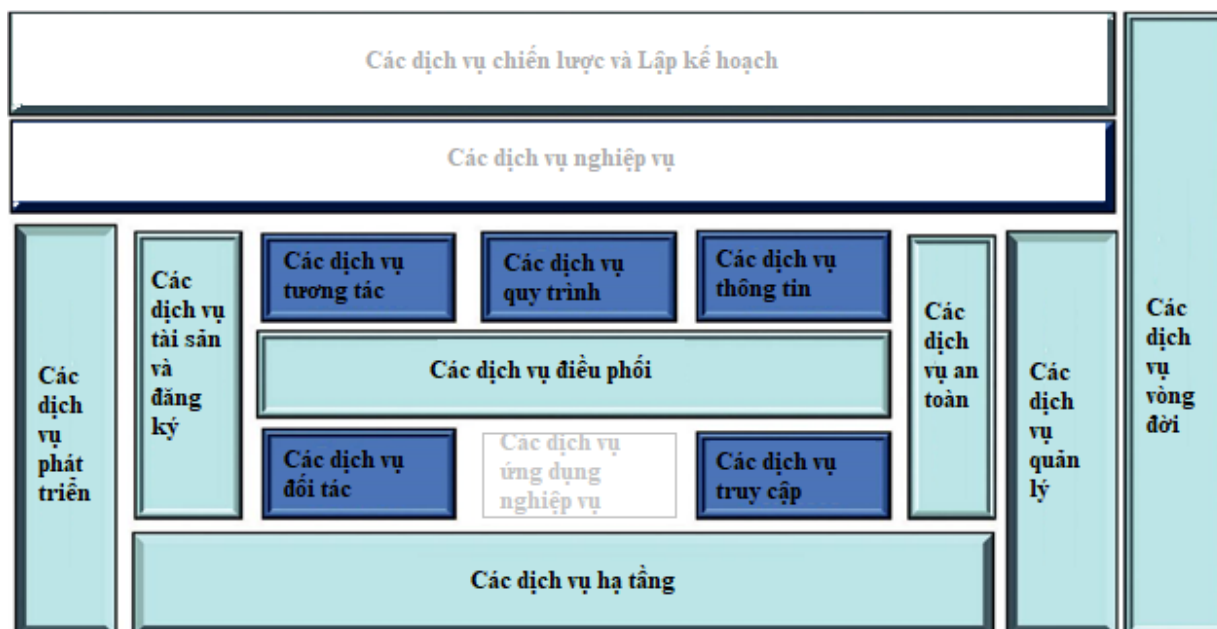 Các dịch vụ chiến lược và Lập kế hoạch
Các dịch vụ nghiệp vụ
Các
dịch
vụ
phát
triển
Các
dịch vụ
tài sản
và
đăng
ký
Các dịch vụ
tương tác
Các dịch vụ
quy trình
Các dịch vụ
thông tin
Các dịch vụ điều phối
Các dịch vụ
đối tác
Các dịch vụ
ứng dụng
nghiệp vụ
Các dịch vụ
truy cập
Các
dịch
vụ an
toàn
Các
dịch
vụ
quản
lý
Các
dịch
vụ
vòng
đời
Các dịch vụ hạ tầng